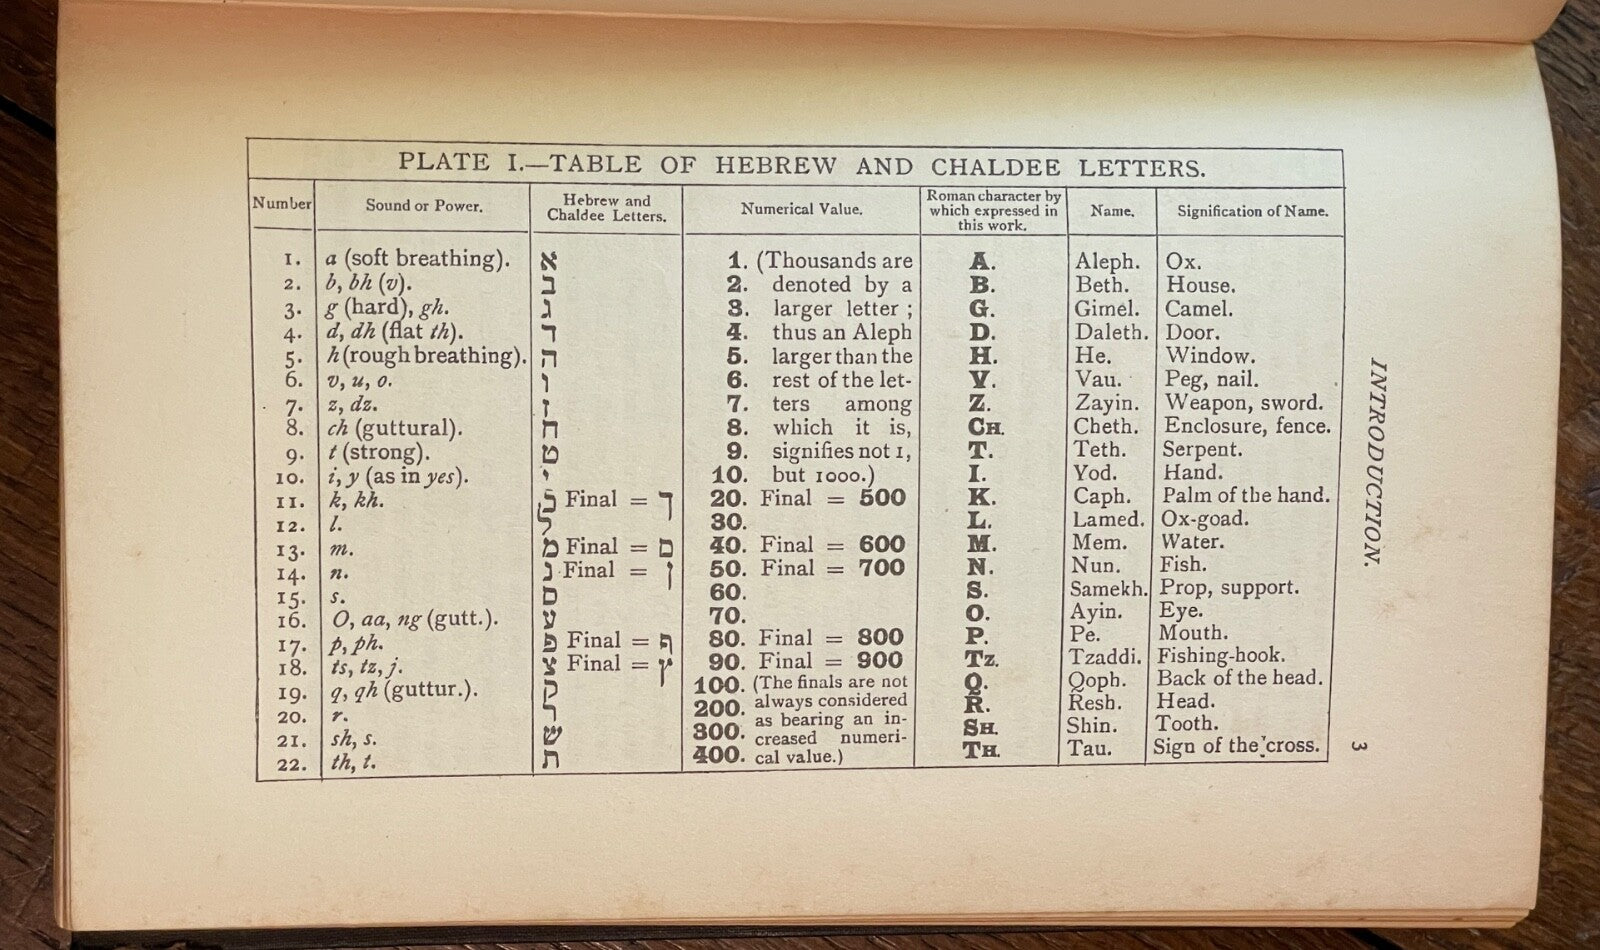 PLATE I.—TABLE OF HEBREW AND CHALDEE LETTERS.
Number | Sound or Power. | Hebrew and Chaldee Letters. | Numerical Value. | Roman character by which expressed in this work. | Name. | Signification of Name.
1. a (soft breathing). א 1. (Thousands are A. Aleph. Ox.
2. b, bh (v). ב 2. denoted by a B. Beth. House.
3. g (hard), gh. ג 3. larger letter ; G. Gimel. Camel.
4. d, dh (flat th). ד 4. thus an Aleph D. Daleth. Door.
5. h (rough breathing). ה 5. larger than the H. He. Window.
6. v, u, o. ו 6. rest of the let- V. Vau. Peg, nail.
7. z, dz. ז 7. ters among Z. Zayin. Weapon, sword.
8. ch (guttural). ח 8. which it is, CH. Cheth. Enclosure, fence.
9. t (strong). ט 9. signifies not 1, T. Teth. Serpent.
10. i, y (as in yes). י 10. but 1000.) I. Yod. Hand.
11. k, kh. כ Final = ך 20. Final = 500 K. Caph. Palm of the hand.
12. l. ל 30. L. Lamed. Ox-goad.
13. m. מ Final = ם 40. Final = 600 M. Mem. Water.
14. n. נ Final = ן 50. Final = 700 N. Nun. Fish.
15. s. ס 60. S. Samekh. Prop, support.
16. O, aa, ng (gutt.). ע 70. O. Ayin. Eye.
17. p, ph. פ Final = ף 80. Final = 800 P. Pe. Mouth.
18. ts, tz, j. צ Final = ץ 90. Final = 900 TZ. Tzaddi. Fishing-hook.
19. q, qh (guttur.). ק 100. (The finals are not Q. Qoph. Back of the head.
20. r. ר 200. always considered R. Resh. Head.
as bearing an in-
21. sh, s. ש 300. creased numeri- SH. Shin. Tooth.
22. th, t. ת 400. cal value.) TH. Tau. Sign of the cross.
INTRODUCTION.
3